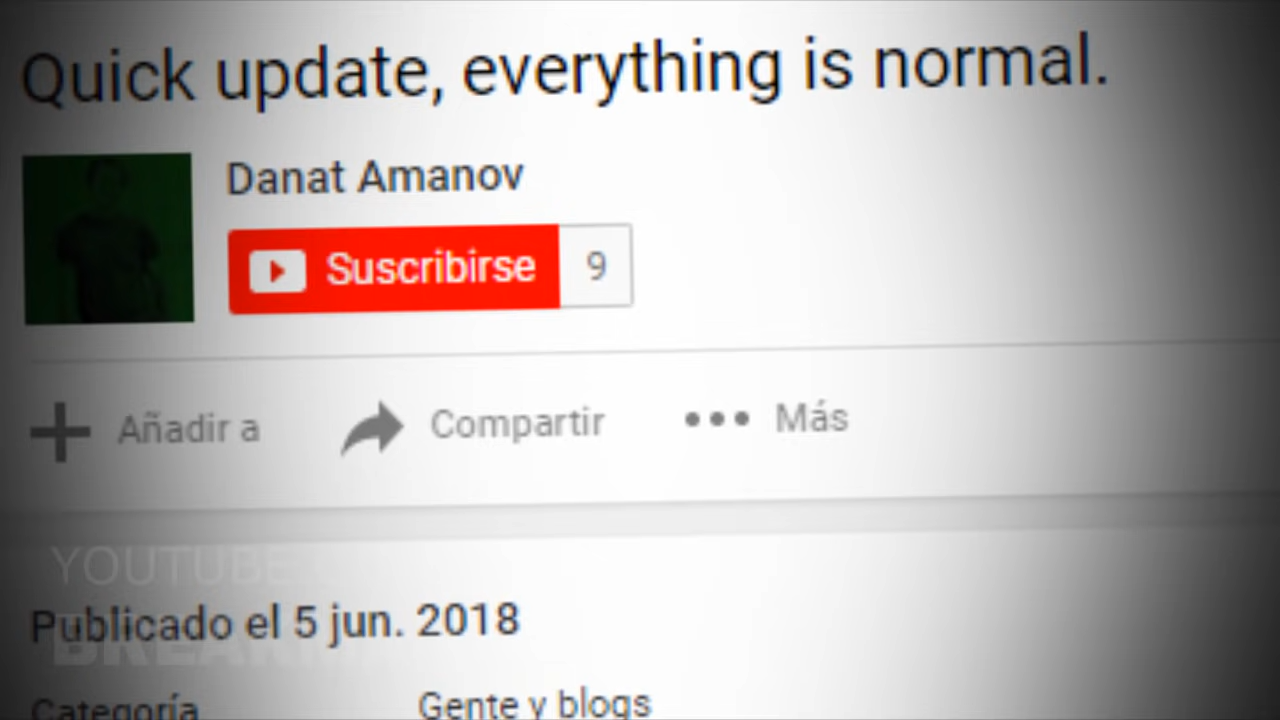 Quick update, everything is normal.
Danat Amanov
Suscribirse 9
Añadir a Compartir Más
YOUTUBE
Publicado el 5 jun. 2018
Categoría Gente y blogs